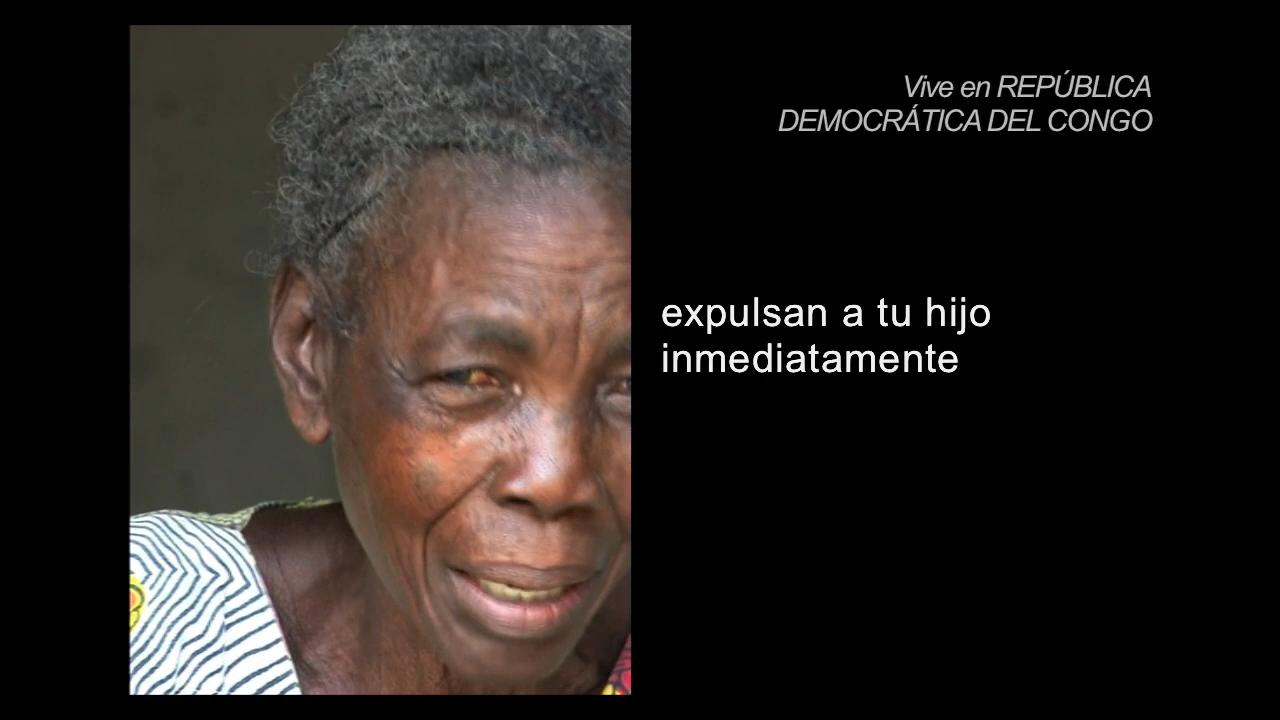 Vive en REPÚBLICA
DEMOCRÁTICA DEL CONGO
expulsan a tu hijo
inmediatamente